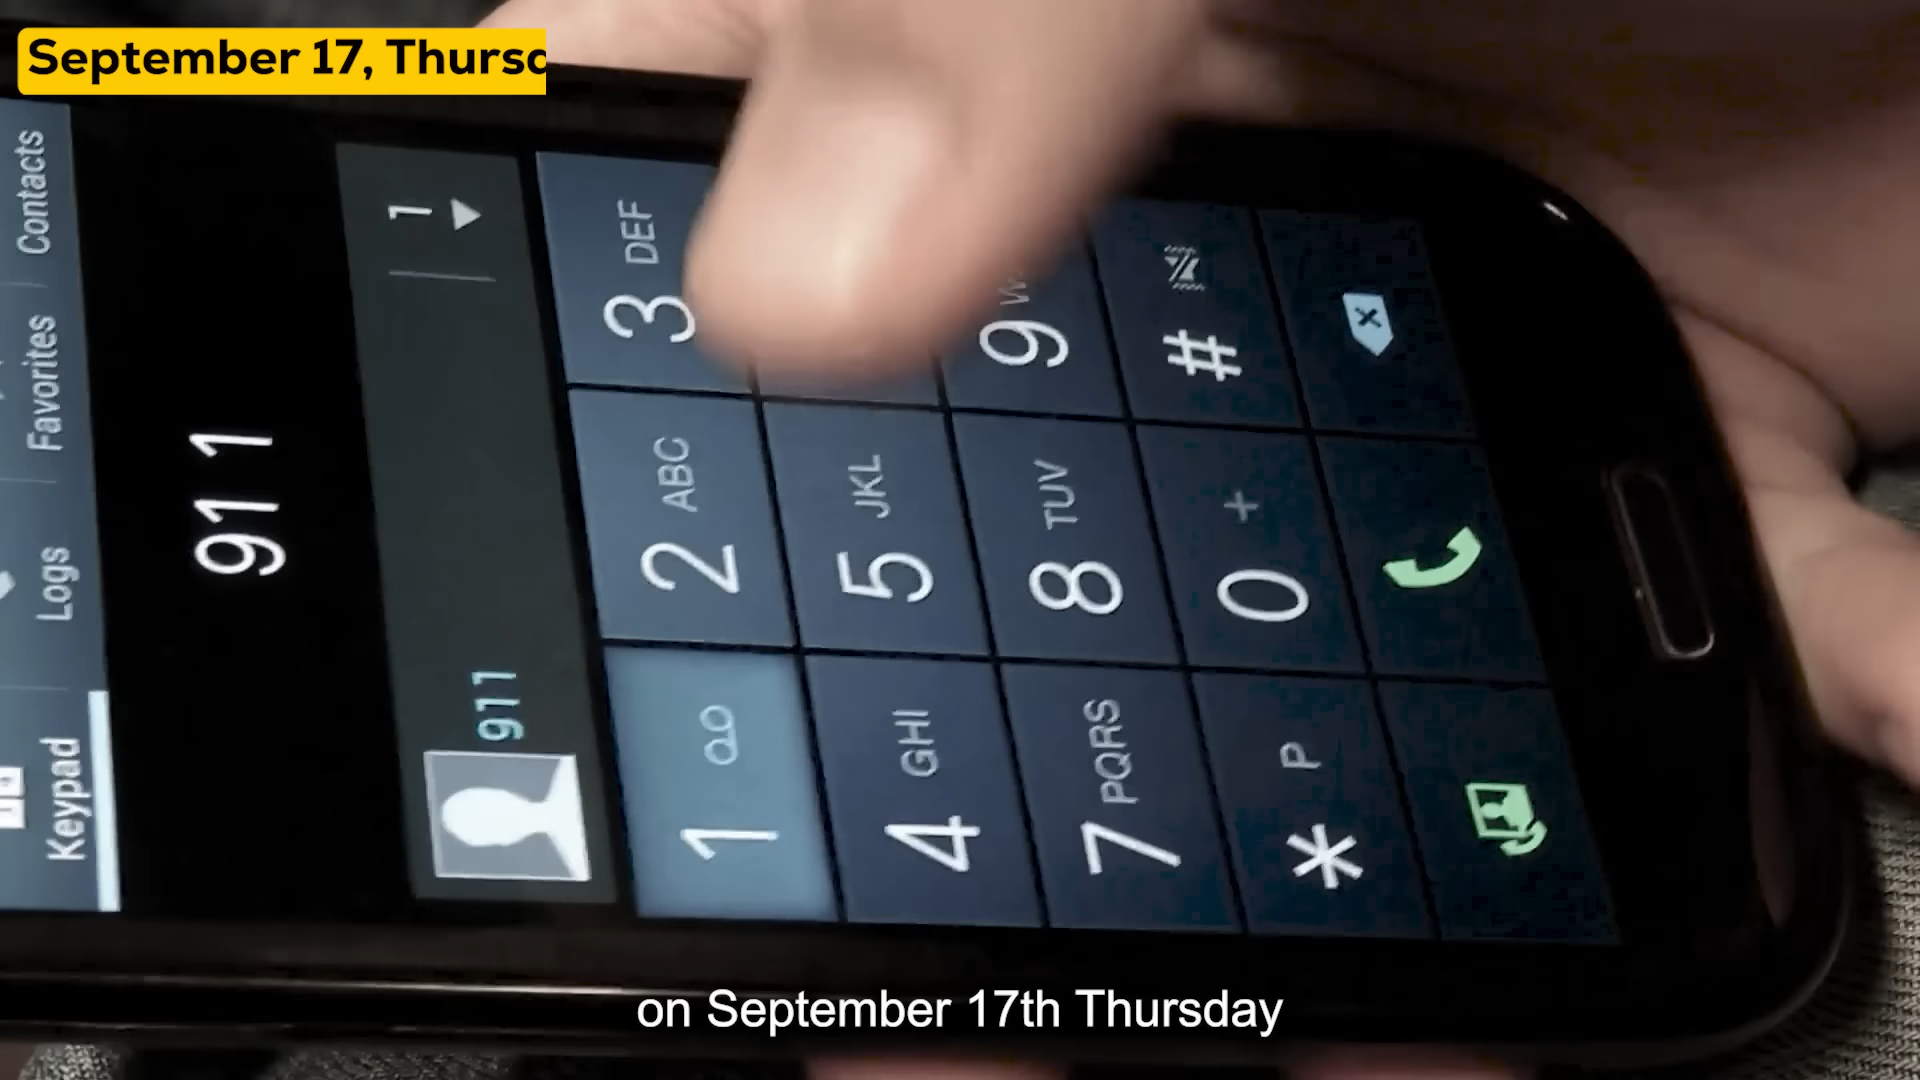 September 17, Thurs
Contacts
Favorites
Logs
Keypad
911
1
911
1
2 ABC
3 DEF
4 GHI
5 JKL
7 PQRS
8 TUV
9 W
* P
0 +
#
on September 17th Thursday